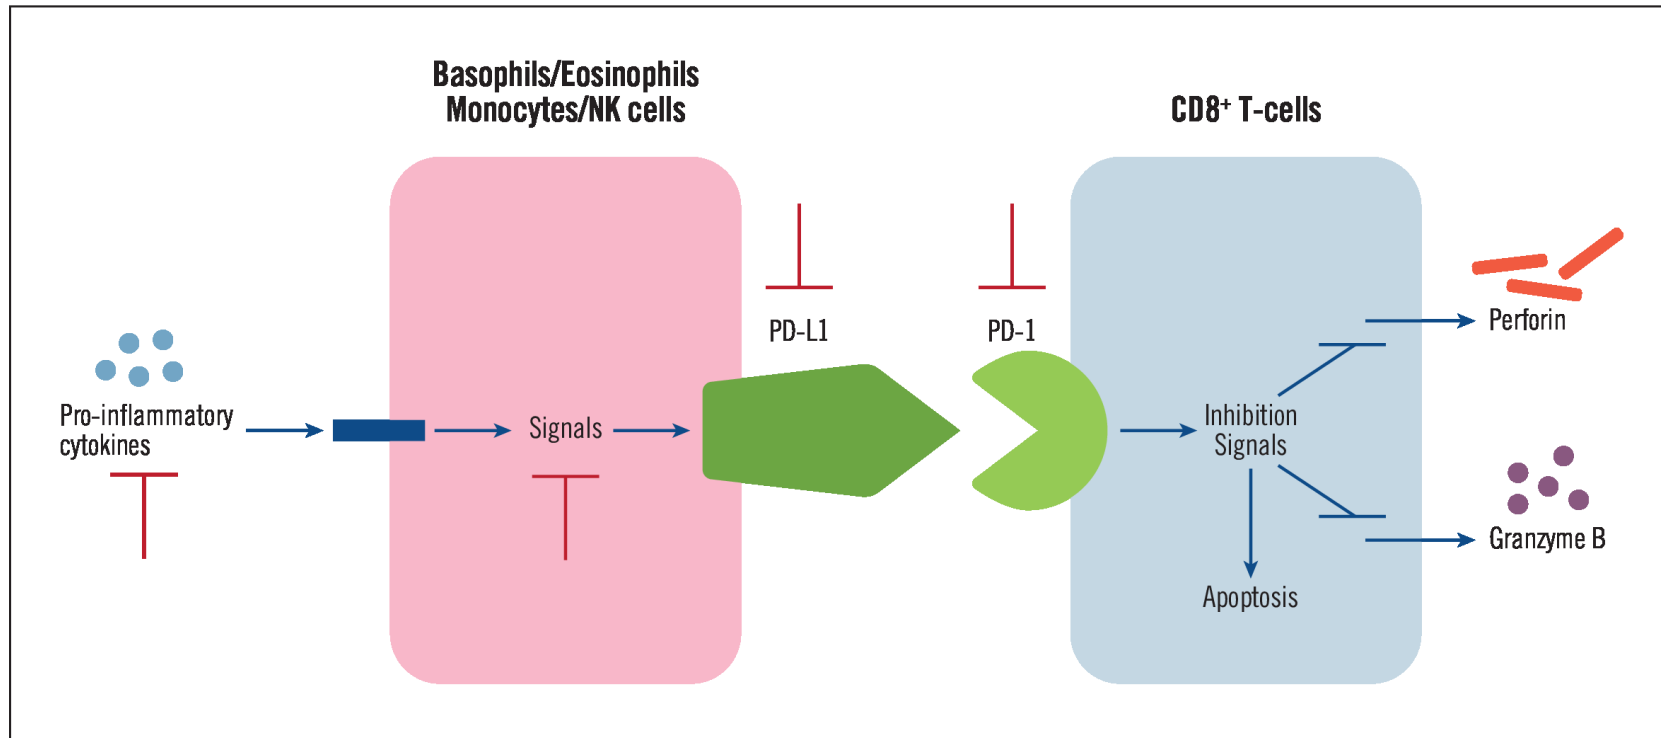 Basophils/Eosinophils
Monocytes/NK cells
CD8⁺ T-cells
PD-L1
PD-1
Perforin
Pro-inflammatory
cytokines
Signals
Inhibition
Signals
Granzyme B
Apoptosis